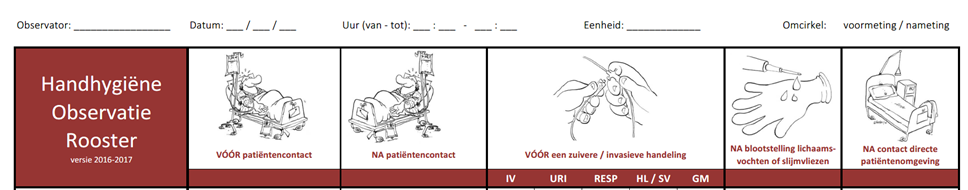 Observator: _________________ Datum: ___ / ___ / ___ Uur (van - tot): ___ : ___ - ___ : ___ Eenheid: _____________ Omcirkel: voormeting / nameting
Handhygiëne
Observatie
Rooster
versie 2016-2017
VÓÓR patiëntencontact
NA patiëntencontact
VÓÓR een zuivere / invasieve handeling
NA blootstelling lichaams-
vochten of slijmvliezen
NA contact directe
patiëntenomgeving
IV URI RESP HL / SV GM